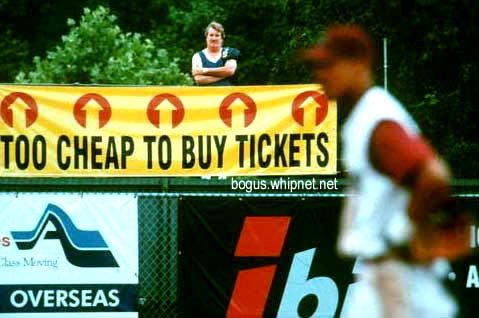 TOO CHEAP TO BUY TICKETS
bogus.whipnet.net
Class Moving
OVERSEAS